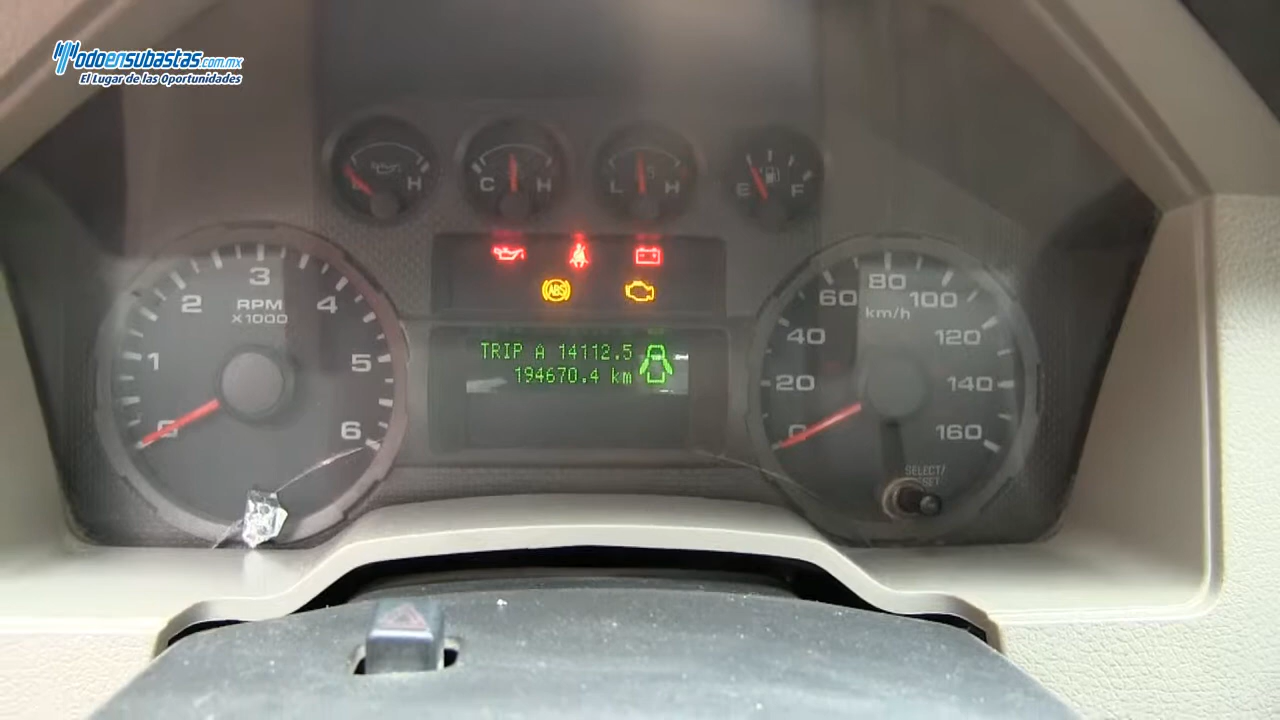 Todoensubastas.com.mx
El Lugar de las Oportunidades
H
C H
L H
E F
ABS
TRIP A 14112.5
194670.4 km
RPM
X1000
0 1 2 3 4 5 6
km/h
0 20 40 60 80 100 120 140 160
SELECT/